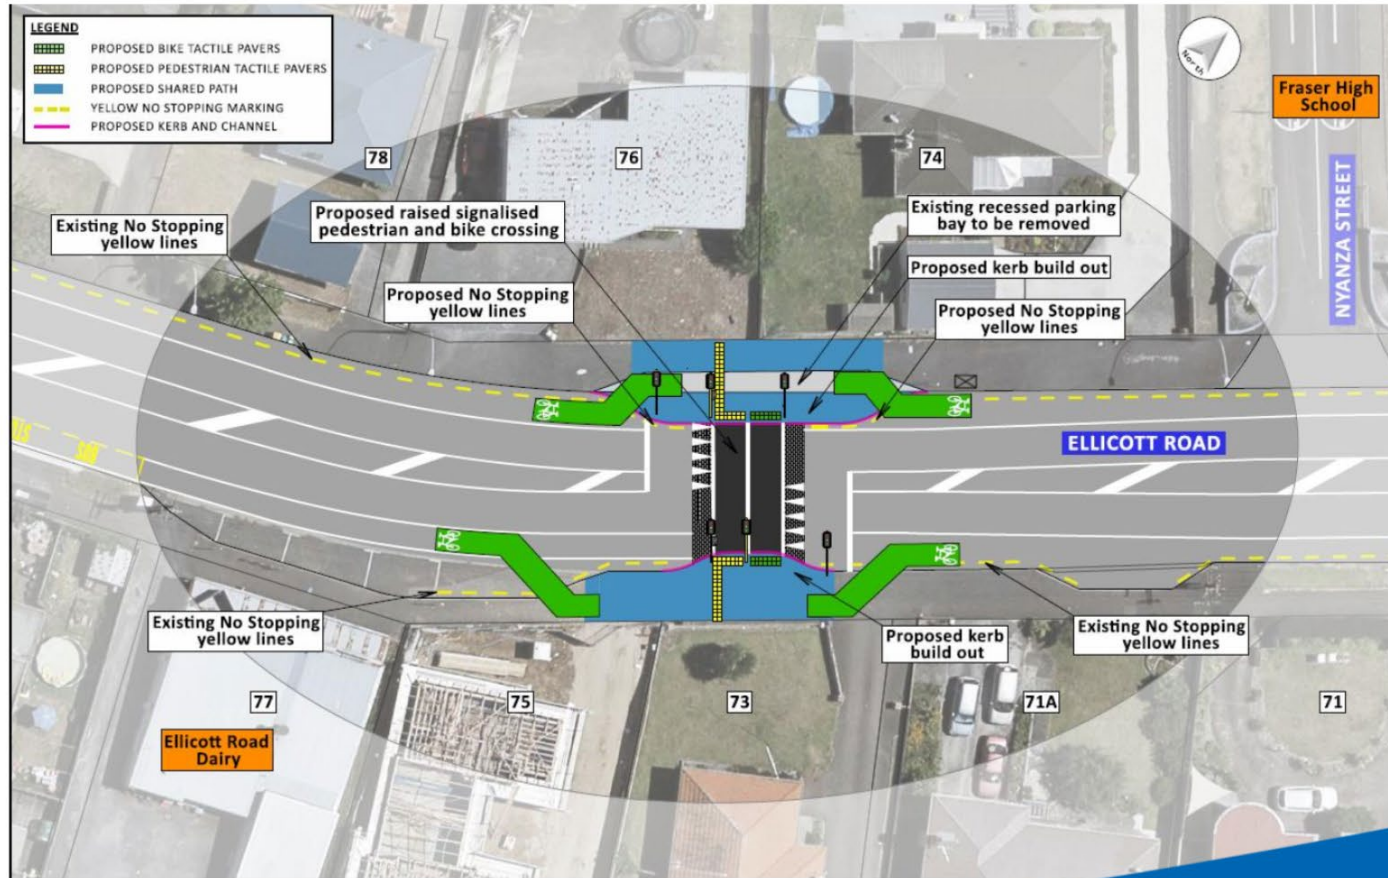 LEGEND
PROPOSED BIKE TACTILE PAVERS
PROPOSED PEDESTRIAN TACTILE PAVERS
PROPOSED SHARED PATH
YELLOW NO STOPPING MARKING
PROPOSED KERB AND CHANNEL
North
Fraser High
School
78
76
74
Existing No Stopping
yellow lines
Proposed raised signalised
pedestrian and bike crossing
Proposed No Stopping
yellow lines
Existing recessed parking
bay to be removed
Proposed kerb build out
Proposed No Stopping
yellow lines
NYANZA STREET
ELLICOTT ROAD
BUS
Existing No Stopping
yellow lines
Proposed kerb
build out
Existing No Stopping
yellow lines
77
75
73
71A
71
Ellicott Road
Dairy